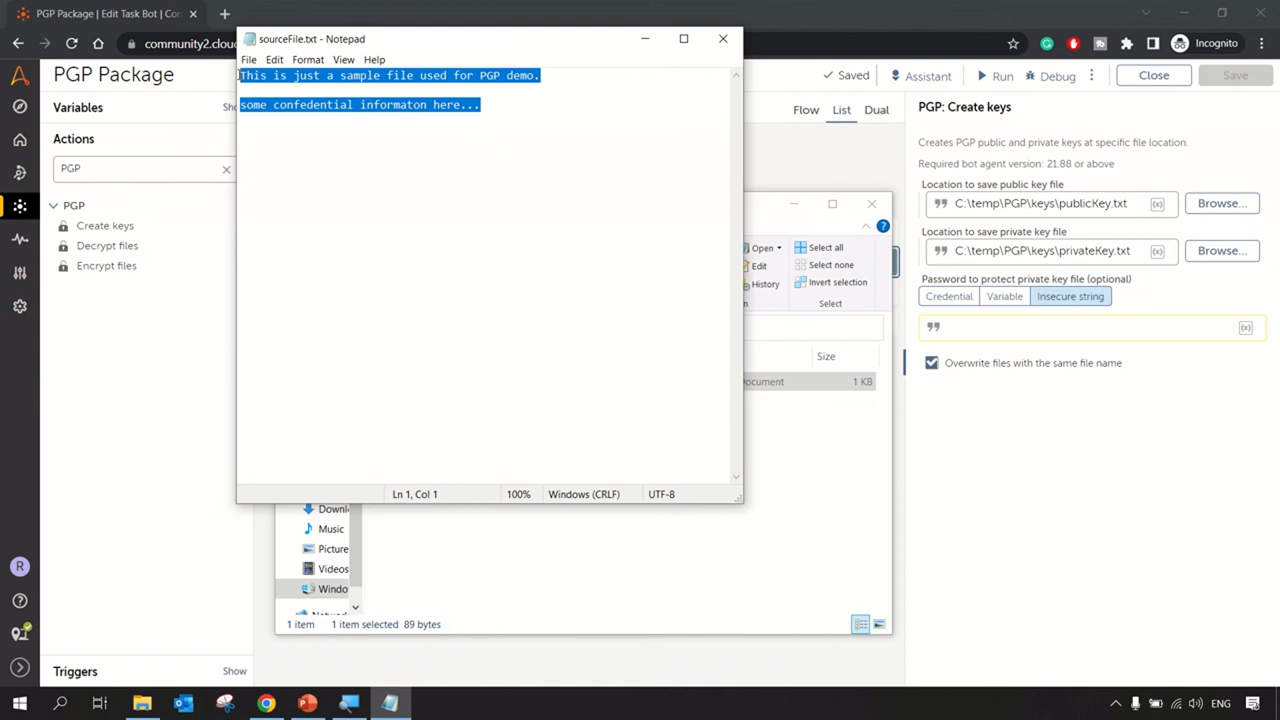 PGP Package | Edit Task Bot | Co
community2.cloud
Incognito
PGP Package
Saved
Assistant
Run
Debug
Close
Save
Variables
Sho
Actions
PGP
PGP
Create keys
Decrypt files
Encrypt files
Triggers
Show
R
sourceFile.txt - Notepad
File Edit Format View Help
This is just a sample file used for PGP demo.
some confedential informaton here...
Ln 1, Col 1
100%
Windows (CRLF)
UTF-8
Flow
List
Dual
Open
Edit
History
Select all
Select none
Invert selection
Select
Size
ocument
1 KB
Downl
Music
Picture
Videos
Windo
1 item
1 item selected 89 bytes
PGP: Create keys
Creates PGP public and private keys at specific file location.
Required bot agent version: 21.88 or above
Location to save public key file
C:\temp\PGP\keys\publicKey.txt
(x)
Browse...
Location to save private key file
C:\temp\PGP\keys\privateKey.txt
(x)
Browse...
Password to protect private key file (optional)
Credential
Variable
Insecure string
(x)
Overwrite files with the same file name
ENG